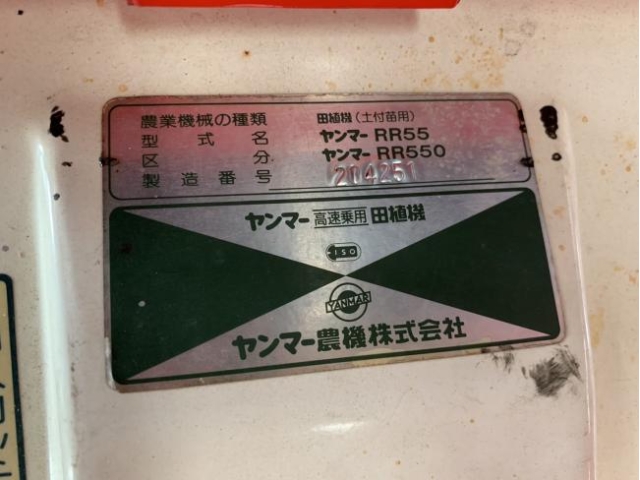 農業機械の種類 田植機(土付苗用)
型式名 ヤンマー RR55
区分 ヤンマー RR550
製造番号 204251
ヤンマー 高速乗用 田植機
ISO
YANMAR
ヤンマー農機株式会社